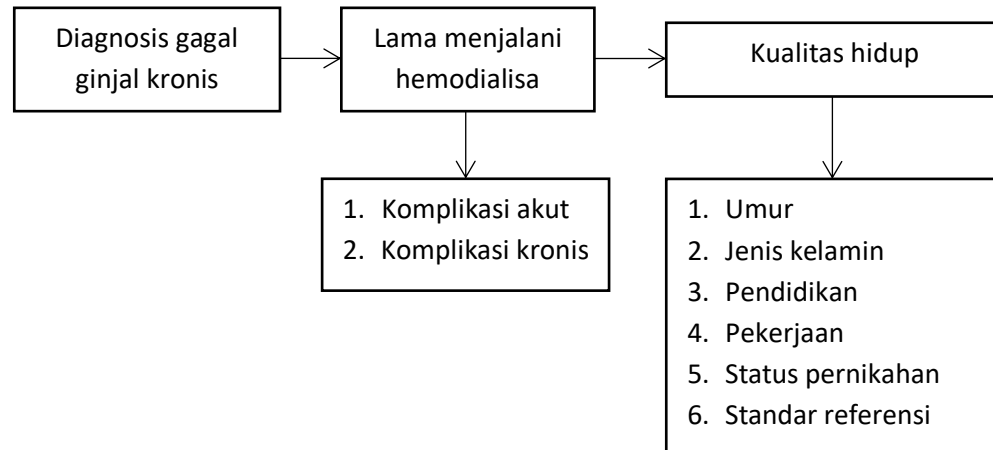 Diagnosis gagal
ginjal kronis
Lama menjalani
hemodialisa
Kualitas hidup
1. Komplikasi akut
2. Komplikasi kronis
1. Umur
2. Jenis kelamin
3. Pendidikan
4. Pekerjaan
5. Status pernikahan
6. Standar referensi